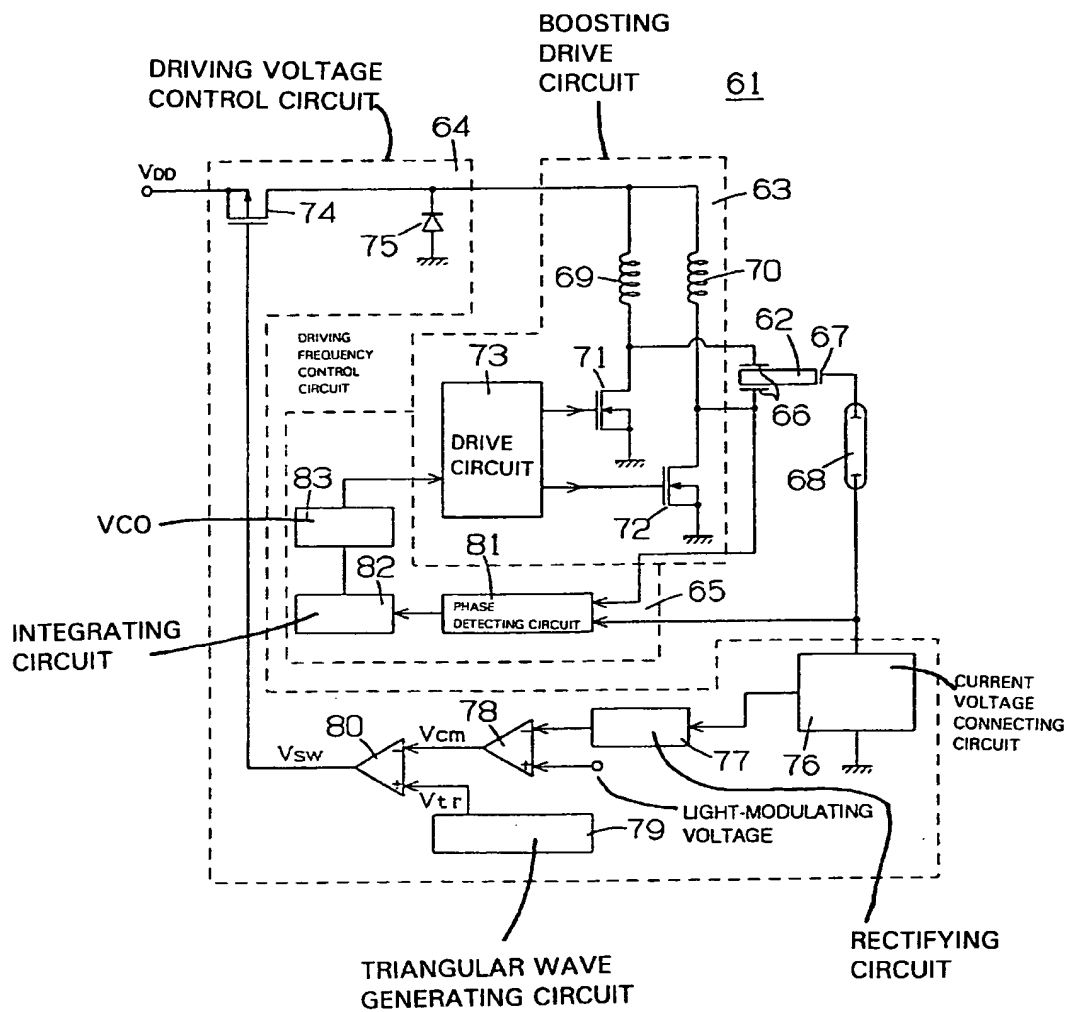 BOOSTING
DRIVE
CIRCUIT
DRIVING VOLTAGE
CONTROL CIRCUIT
61
64
VDD
63
74
75
69
70
62
67
DRIVING
FREQUENCY
CONTROL
CIRCUIT
73
71
66
DRIVE
CIRCUIT
68
83
72
VCO
81
82
65
PHASE
DETECTING CIRCUIT
INTEGRATING
CIRCUIT
CURRENT
VOLTAGE
CONNECTING
CIRCUIT
80
78
Vcm
77
76
VSW
Vtr
LIGHT-MODULATING
VOLTAGE
79
RECTIFYING
CIRCUIT
TRIANGULAR WAVE
GENERATING CIRCUIT